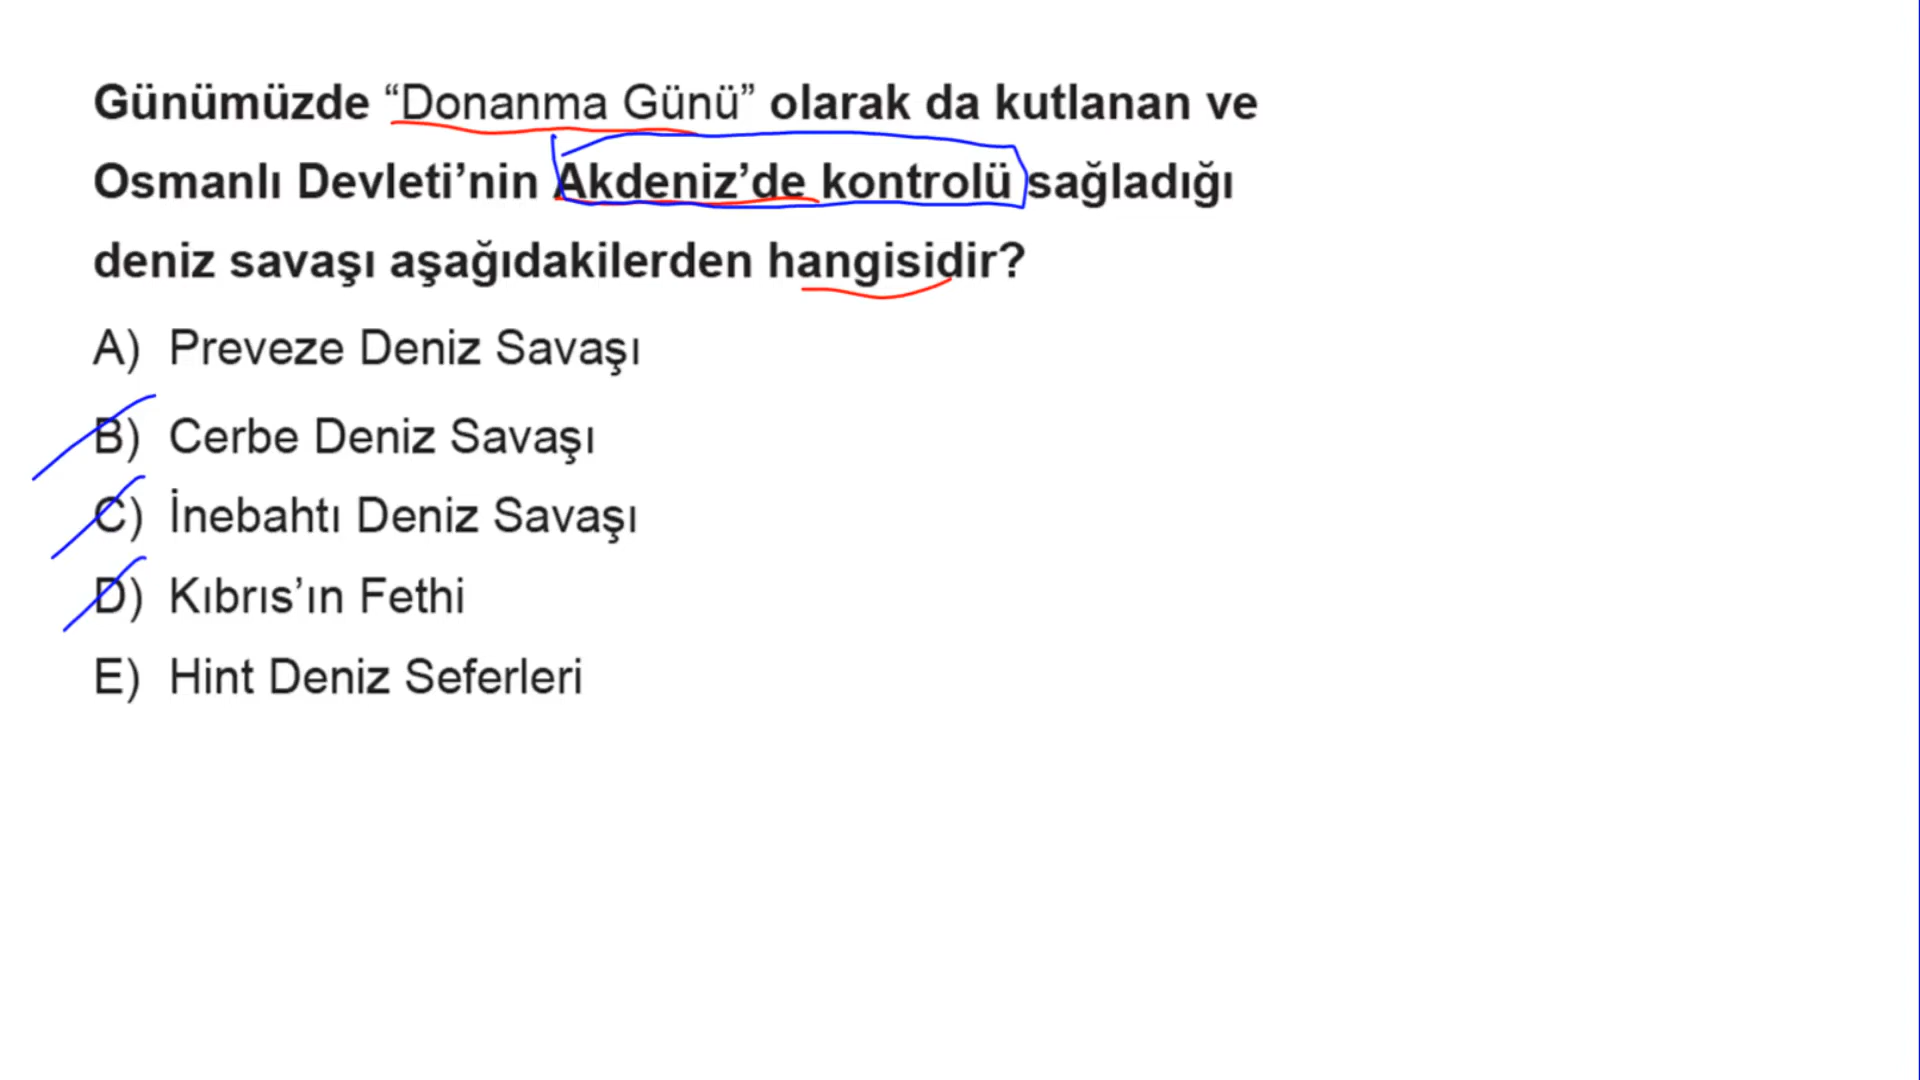 Günümüzde “Donanma Günü” olarak da kutlanan ve
Osmanlı Devleti’nin Akdeniz’de kontrolü sağladığı
deniz savaşı aşağıdakilerden hangisidir?
A) Preveze Deniz Savaşı
B) Cerbe Deniz Savaşı
C) İnebahtı Deniz Savaşı
D) Kıbrıs’ın Fethi
E) Hint Deniz Seferleri